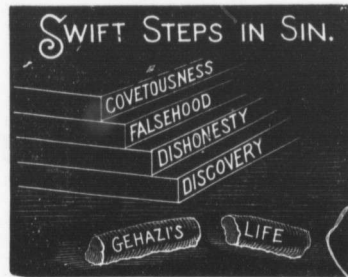 SWIFT STEPS IN SIN.
COVETOUSNESS
FALSEHOOD
DISHONESTY
DISCOVERY
GEHAZI'S LIFE